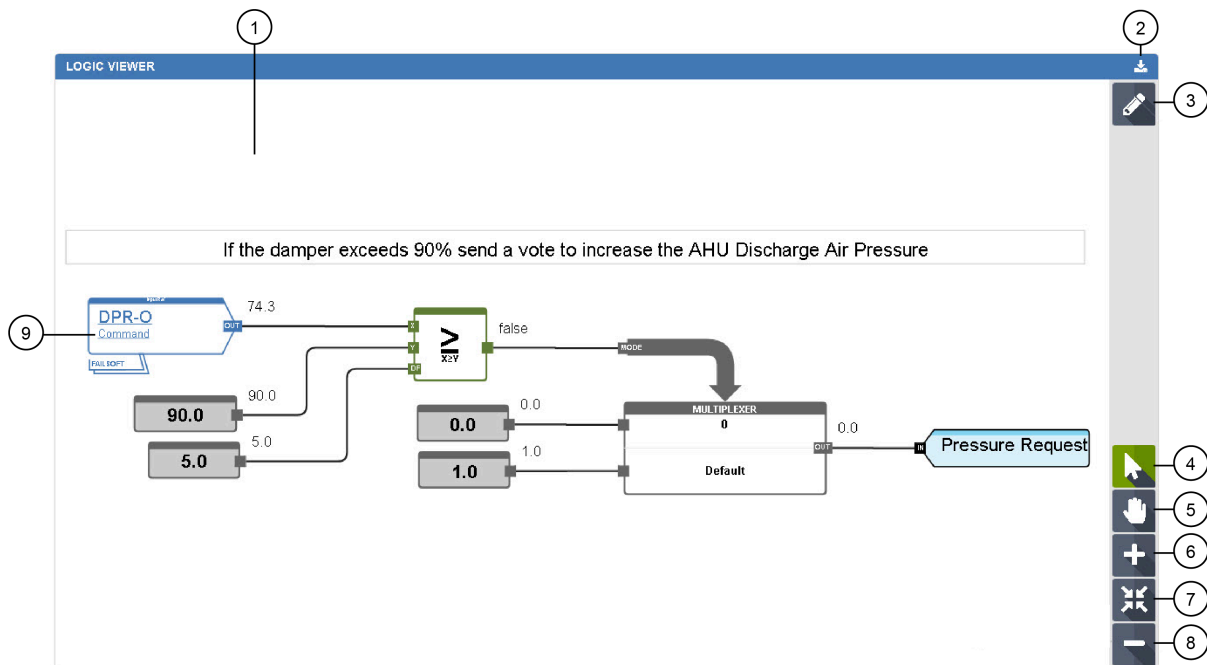 1
2
LOGIC VIEWER
3
If the damper exceeds 90% send a vote to increase the AHU Discharge Air Pressure
9
DPR-O
Command
OUT
FAIL SOFT
74.3
X
Y
DF
≥
X≥Y
false
MODE
90.0
90.0
5.0
5.0
0.0
0.0
1.0
1.0
MULTIPLEXER
0
Default
OUT
0.0
IN
Pressure Request
4
5
6
7
8